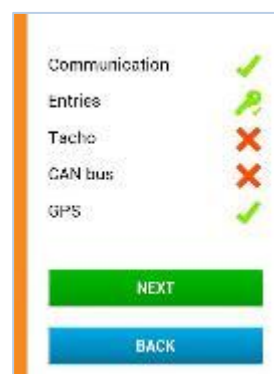 Communication
Entries
Tacho
CAN bus
GPS
NEXT
BACK